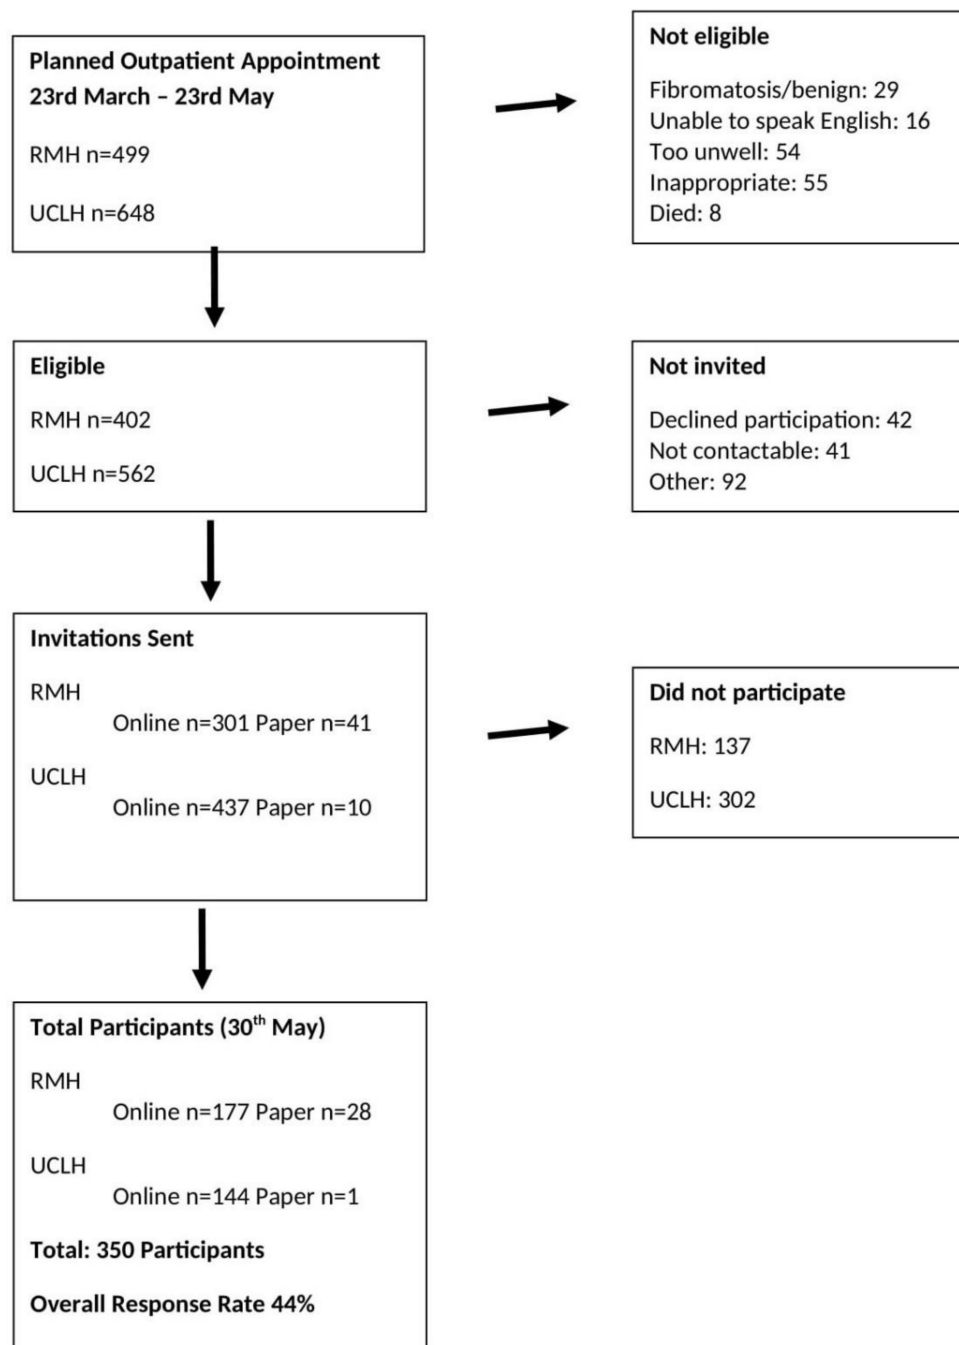 Planned Outpatient Appointment
23rd March – 23rd May
RMH n=499
UCLH n=648
Not eligible
Fibromatosis/benign: 29
Unable to speak English: 16
Too unwell: 54
Inappropriate: 55
Died: 8
Eligible
RMH n=402
UCLH n=562
Not invited
Declined participation: 42
Not contactable: 41
Other: 92
Invitations Sent
RMH
Online n=301 Paper n=41
UCLH
Online n=437 Paper n=10
Did not participate
RMH: 137
UCLH: 302
Total Participants (30th May)
RMH
Online n=177 Paper n=28
UCLH
Online n=144 Paper n=1
Total: 350 Participants
Overall Response Rate 44%